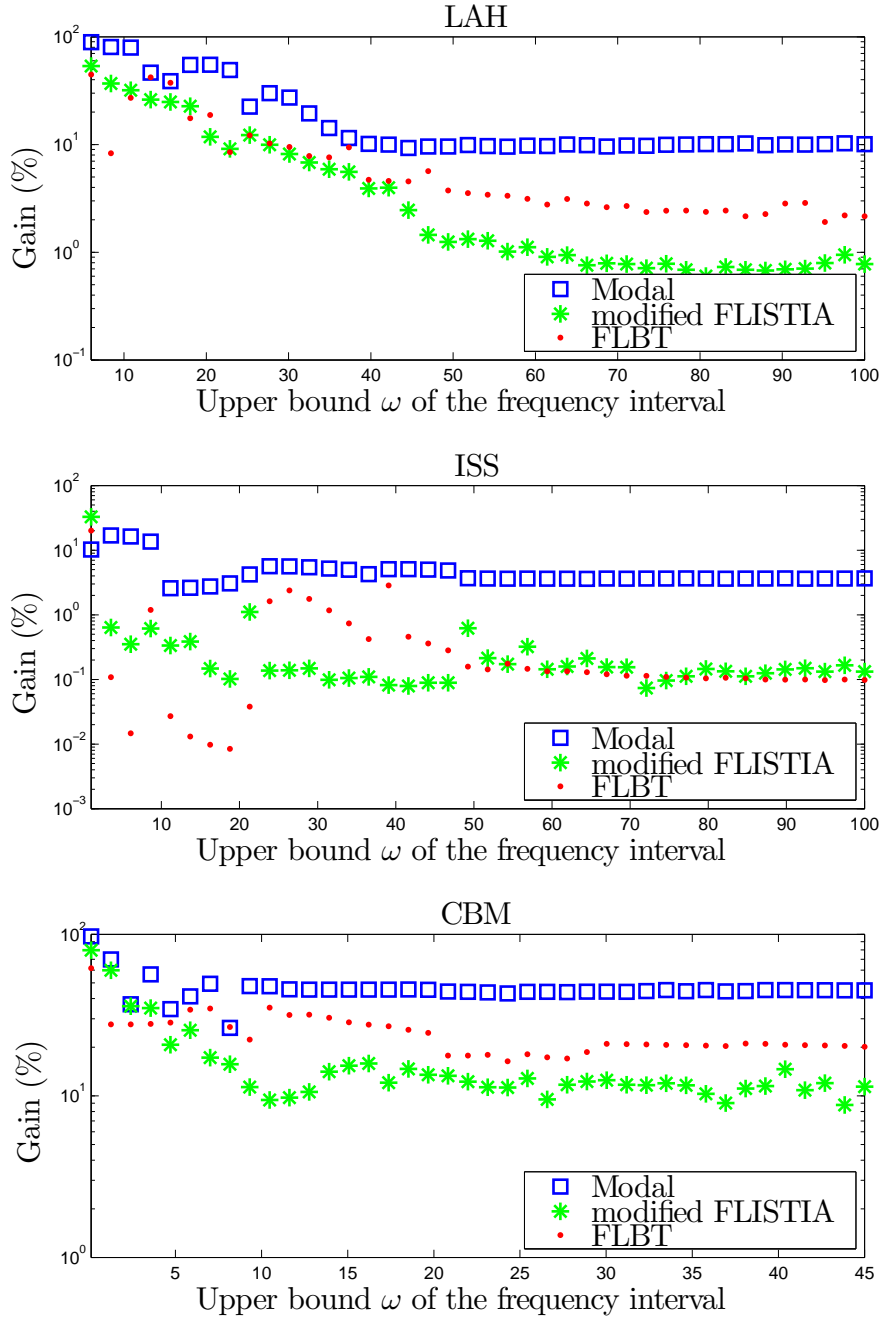 LAH
10^2
10^1
10^0
10^{-1}
Gain (%)
Modal
modified FLISTIA
FLBT
10 20 30 40 50 60 70 80 90 100
Upper bound ω of the frequency interval
ISS
10^2
10^1
10^0
10^{-1}
10^{-2}
10^{-3}
Gain (%)
Modal
modified FLISTIA
FLBT
10 20 30 40 50 60 70 80 90 100
Upper bound ω of the frequency interval
CBM
10^2
10^1
10^0
Gain (%)
Modal
modified FLISTIA
FLBT
5 10 15 20 25 30 35 40 45
Upper bound ω of the frequency interval